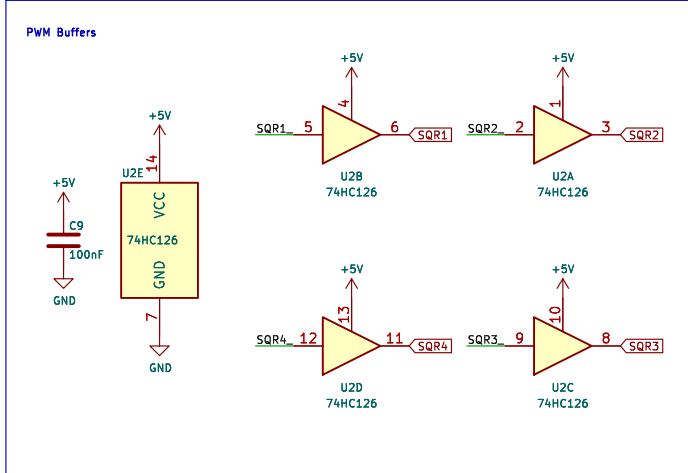 PWM Buffers
+5V
+5V
4
1
SQR1_
5
6
SQR1
SQR2_
2
3
SQR2
U2B
74HC126
U2A
74HC126
+5V
14
U2E
VCC
+5V
C9
100nF
74HC126
GND
GND
7
GND
+5V
+5V
13
10
SQR4_
12
11
SQR4
SQR3_
9
8
SQR3
U2D
74HC126
U2C
74HC126